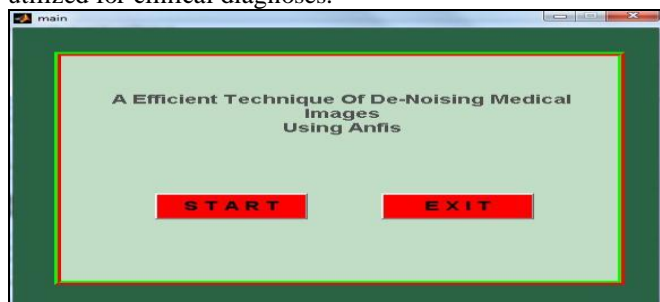 utilized for clinical diagnoses.
main
A Efficient Technique Of De-Noising Medical
Images
Using Anfis
START EXIT